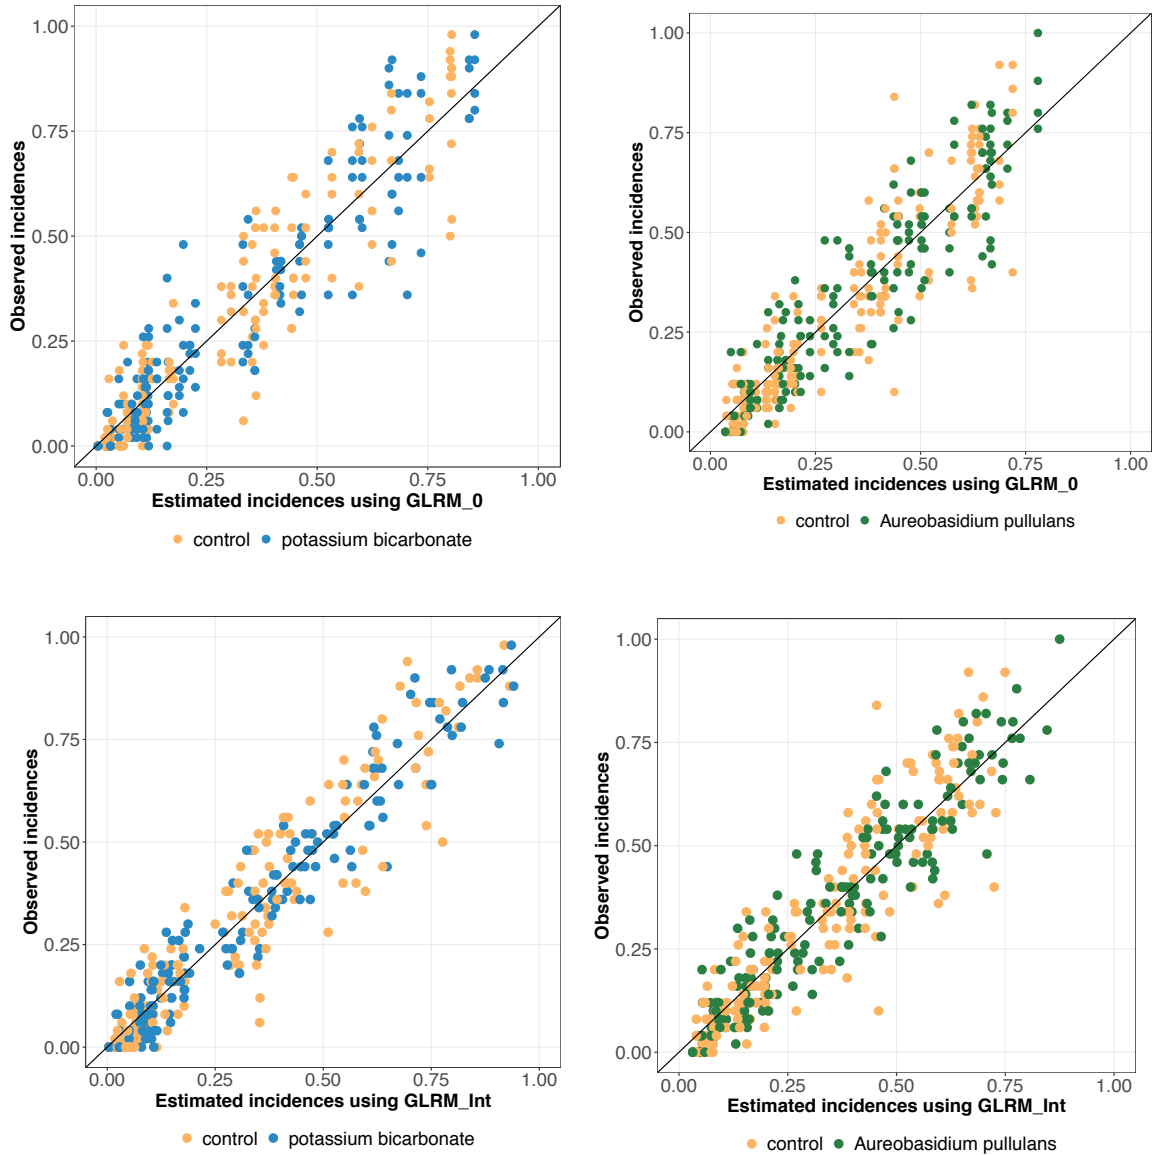 1.00
0.75
0.50
0.25
0.00
Observed incidences
0.00 0.25 0.50 0.75 1.00
Estimated incidences using GLRM_0
control potassium bicarbonate
1.00
0.75
0.50
0.25
0.00
Observed incidences
0.00 0.25 0.50 0.75 1.00
Estimated incidences using GLRM_0
control Aureobasidium pullulans
1.00
0.75
0.50
0.25
0.00
Observed incidences
0.00 0.25 0.50 0.75 1.00
Estimated incidences using GLRM_Int
control potassium bicarbonate
1.00
0.75
0.50
0.25
0.00
Observed incidences
0.00 0.25 0.50 0.75 1.00
Estimated incidences using GLRM_Int
control Aureobasidium pullulans